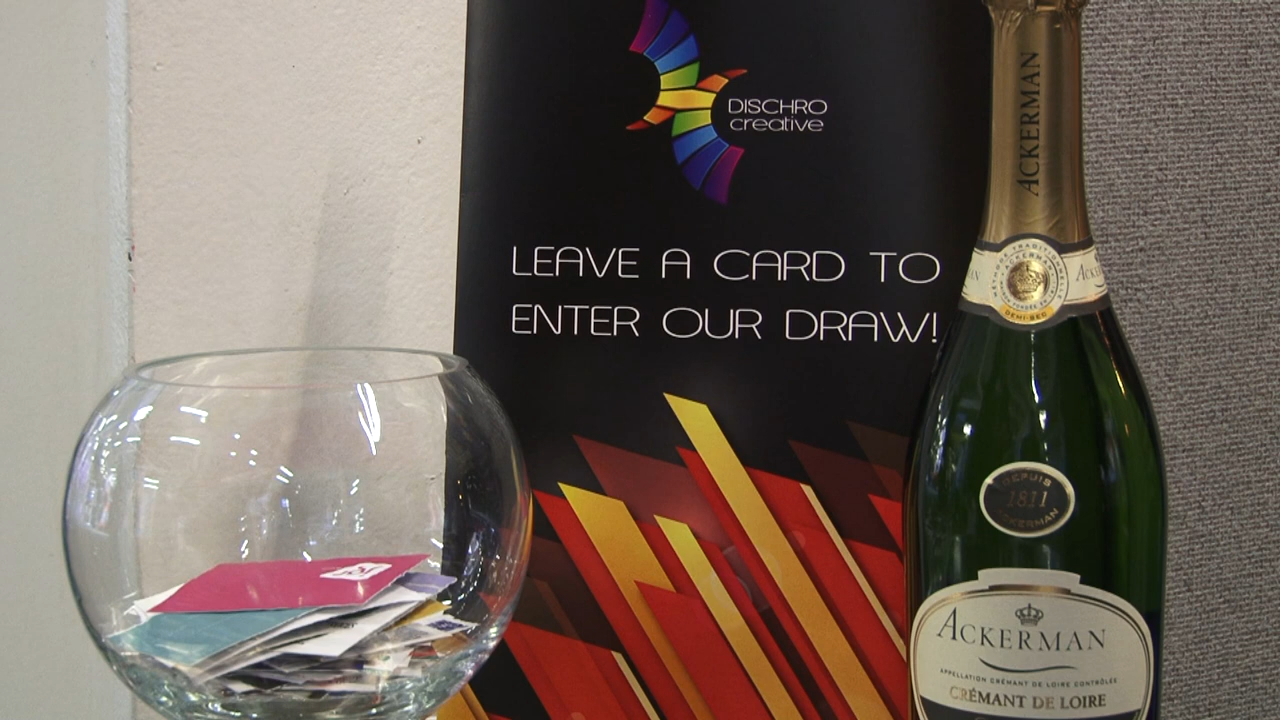 DISCHRO
creative
LEAVE A CARD TO
ENTER OUR DRAW!
ACKERMAN
DEMI-SEC
DEPUIS
1811
ACKERMAN
ACKERMAN
APPELLATION CRÉMANT DE LOIRE CONTRÔLÉE
CRÉMANT DE LOIRE